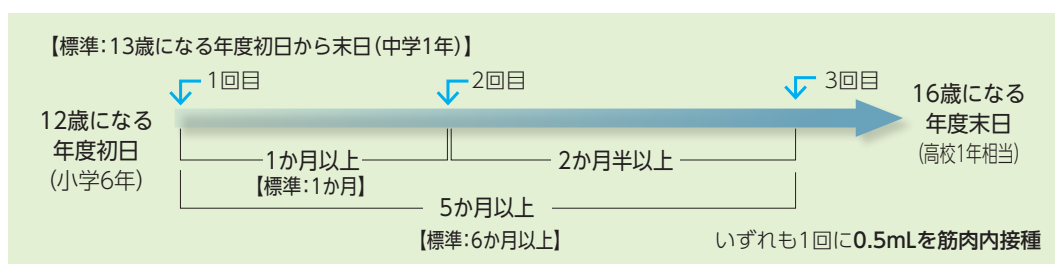 【標準：13歳になる年度初日から末日（中学1年）】
1回目
2回目
3回目
12歳になる
年度初日
（小学6年）
16歳になる
年度末日
（高校1年相当）
1か月以上
【標準：1か月】
2か月半以上
5か月以上
【標準：6か月以上】
いずれも1回に0.5mLを筋肉内接種